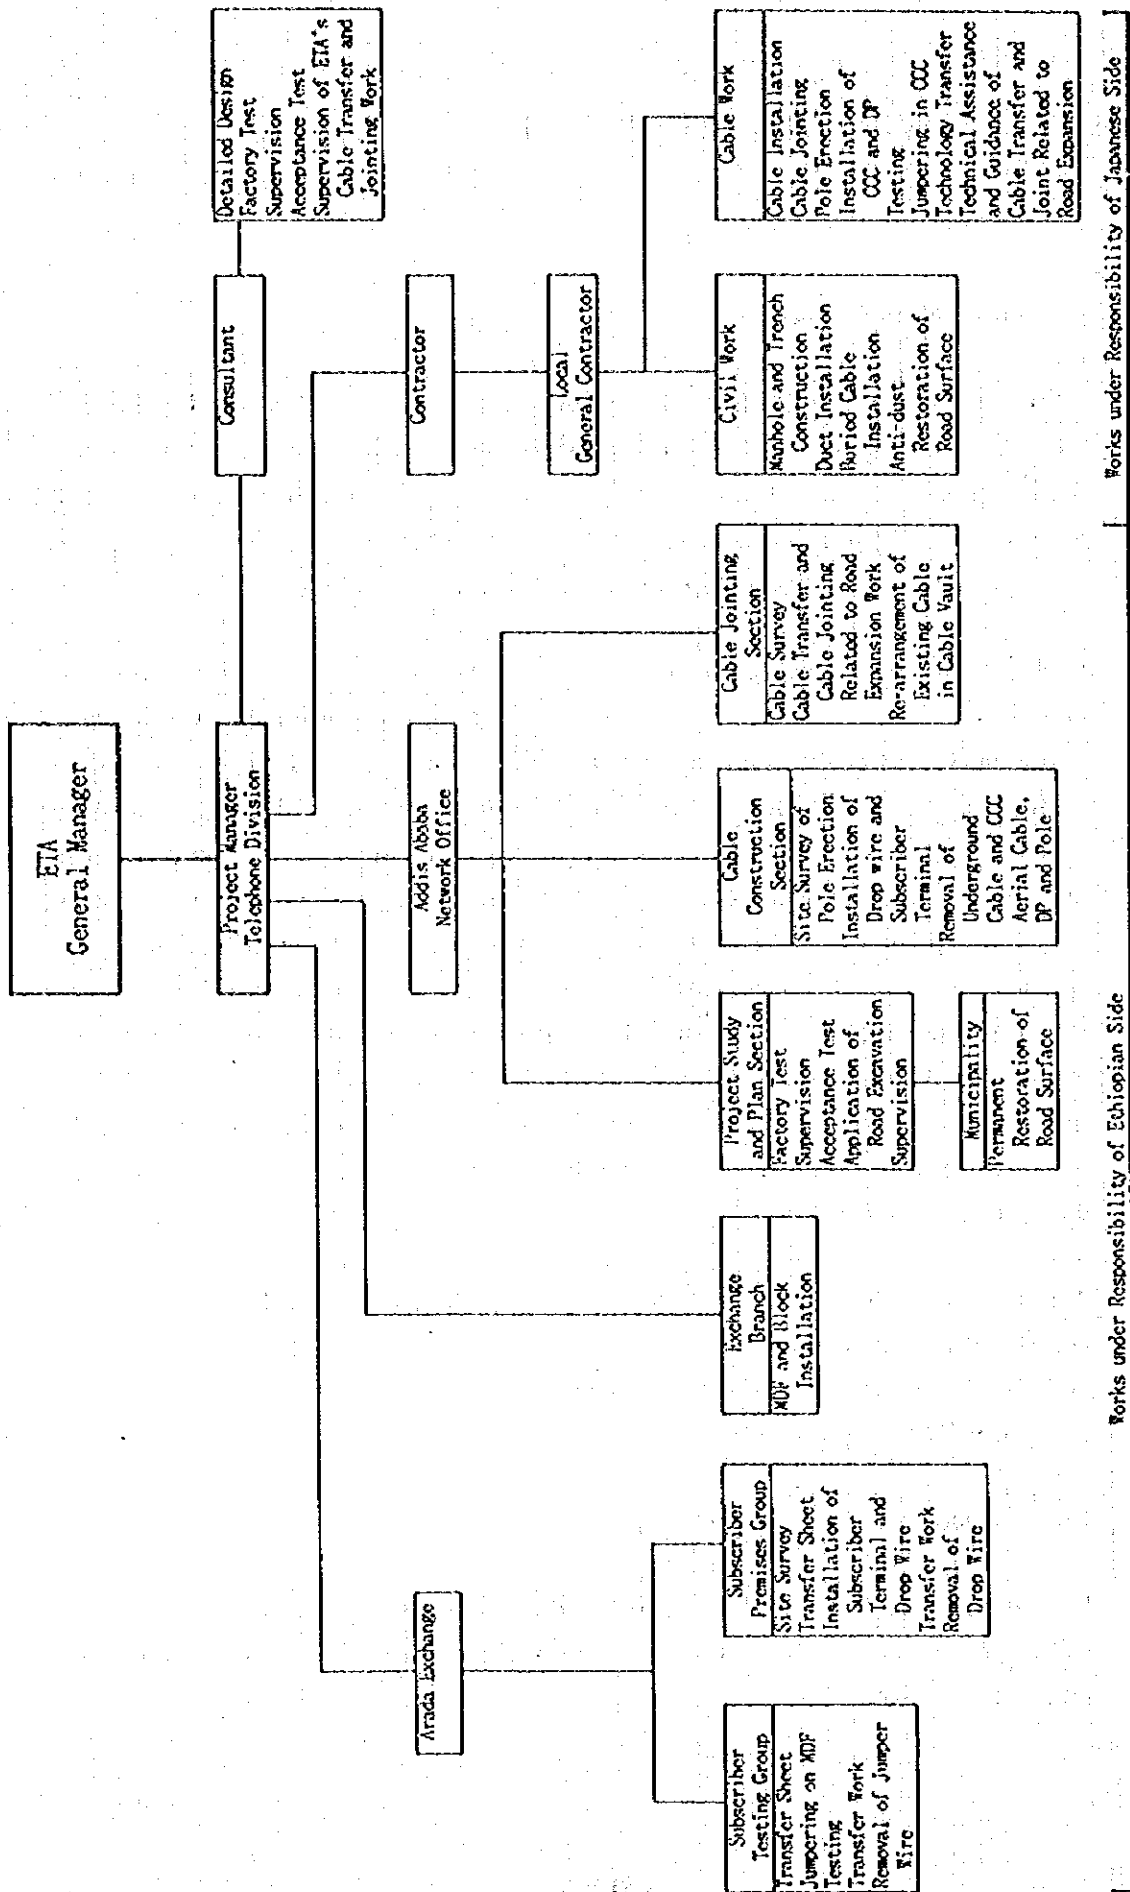 ETA
General Manager
Project Manager
Telephone Division
Consultant
Detailed Design
Factory Test
Supervision
Acceptance Test
Supervision of ETA's
Cable Transfer and
Jointing Work
Arada Exchange
Addis Ababa
Network Office
Contractor
Local
General Contractor
Subscriber
Testing Group
Transfer Sheet
Jumpering on MDF
Testing
Transfer Work
Removal of Jumper
Wire
Subscriber
Premises Group
Site Survey
Transfer Sheet
Installation of
Subscriber
Terminal and
Drop Wire
Transfer Work
Removal of
Drop Wire
Exchange
Branch
MDF and Block
Installation
Project Study
and Plan Section
Factory Test
Supervision
Acceptance Test
Application of
Road Excavation
Supervision
Municipality
Permanent
Restoration of
Road Surface
Cable
Construction
Section
Site Survey of
Pole Erection
Installation of
Drop wire and
Subscriber
Terminal
Removal of
Underground
Cable and CCC
Aerial Cable,
DP and Pole
Cable Jointing
Section
Cable Survey
Cable Transfer and
Cable Jointing
Related to Road
Expansion Work
Re-arrangement of
Existing Cable
in Cable Vault
Civil Work
Manhole and Trench
Construction
Duct Installation
Buried Cable
Installation
Anti-dust
Restoration of
Road Surface
Cable Work
Cable Installation
Cable Jointing
Pole Erection
Installation of
CCC and DP
Testing
Jumpering in CCC
Technology Transfer
Technical Assistance
and Guidance of
Cable Transfer and
Joint Related to
Road Expansion
Works under Responsibility of Ethiopian Side
Works under Responsibility of Japanese Side